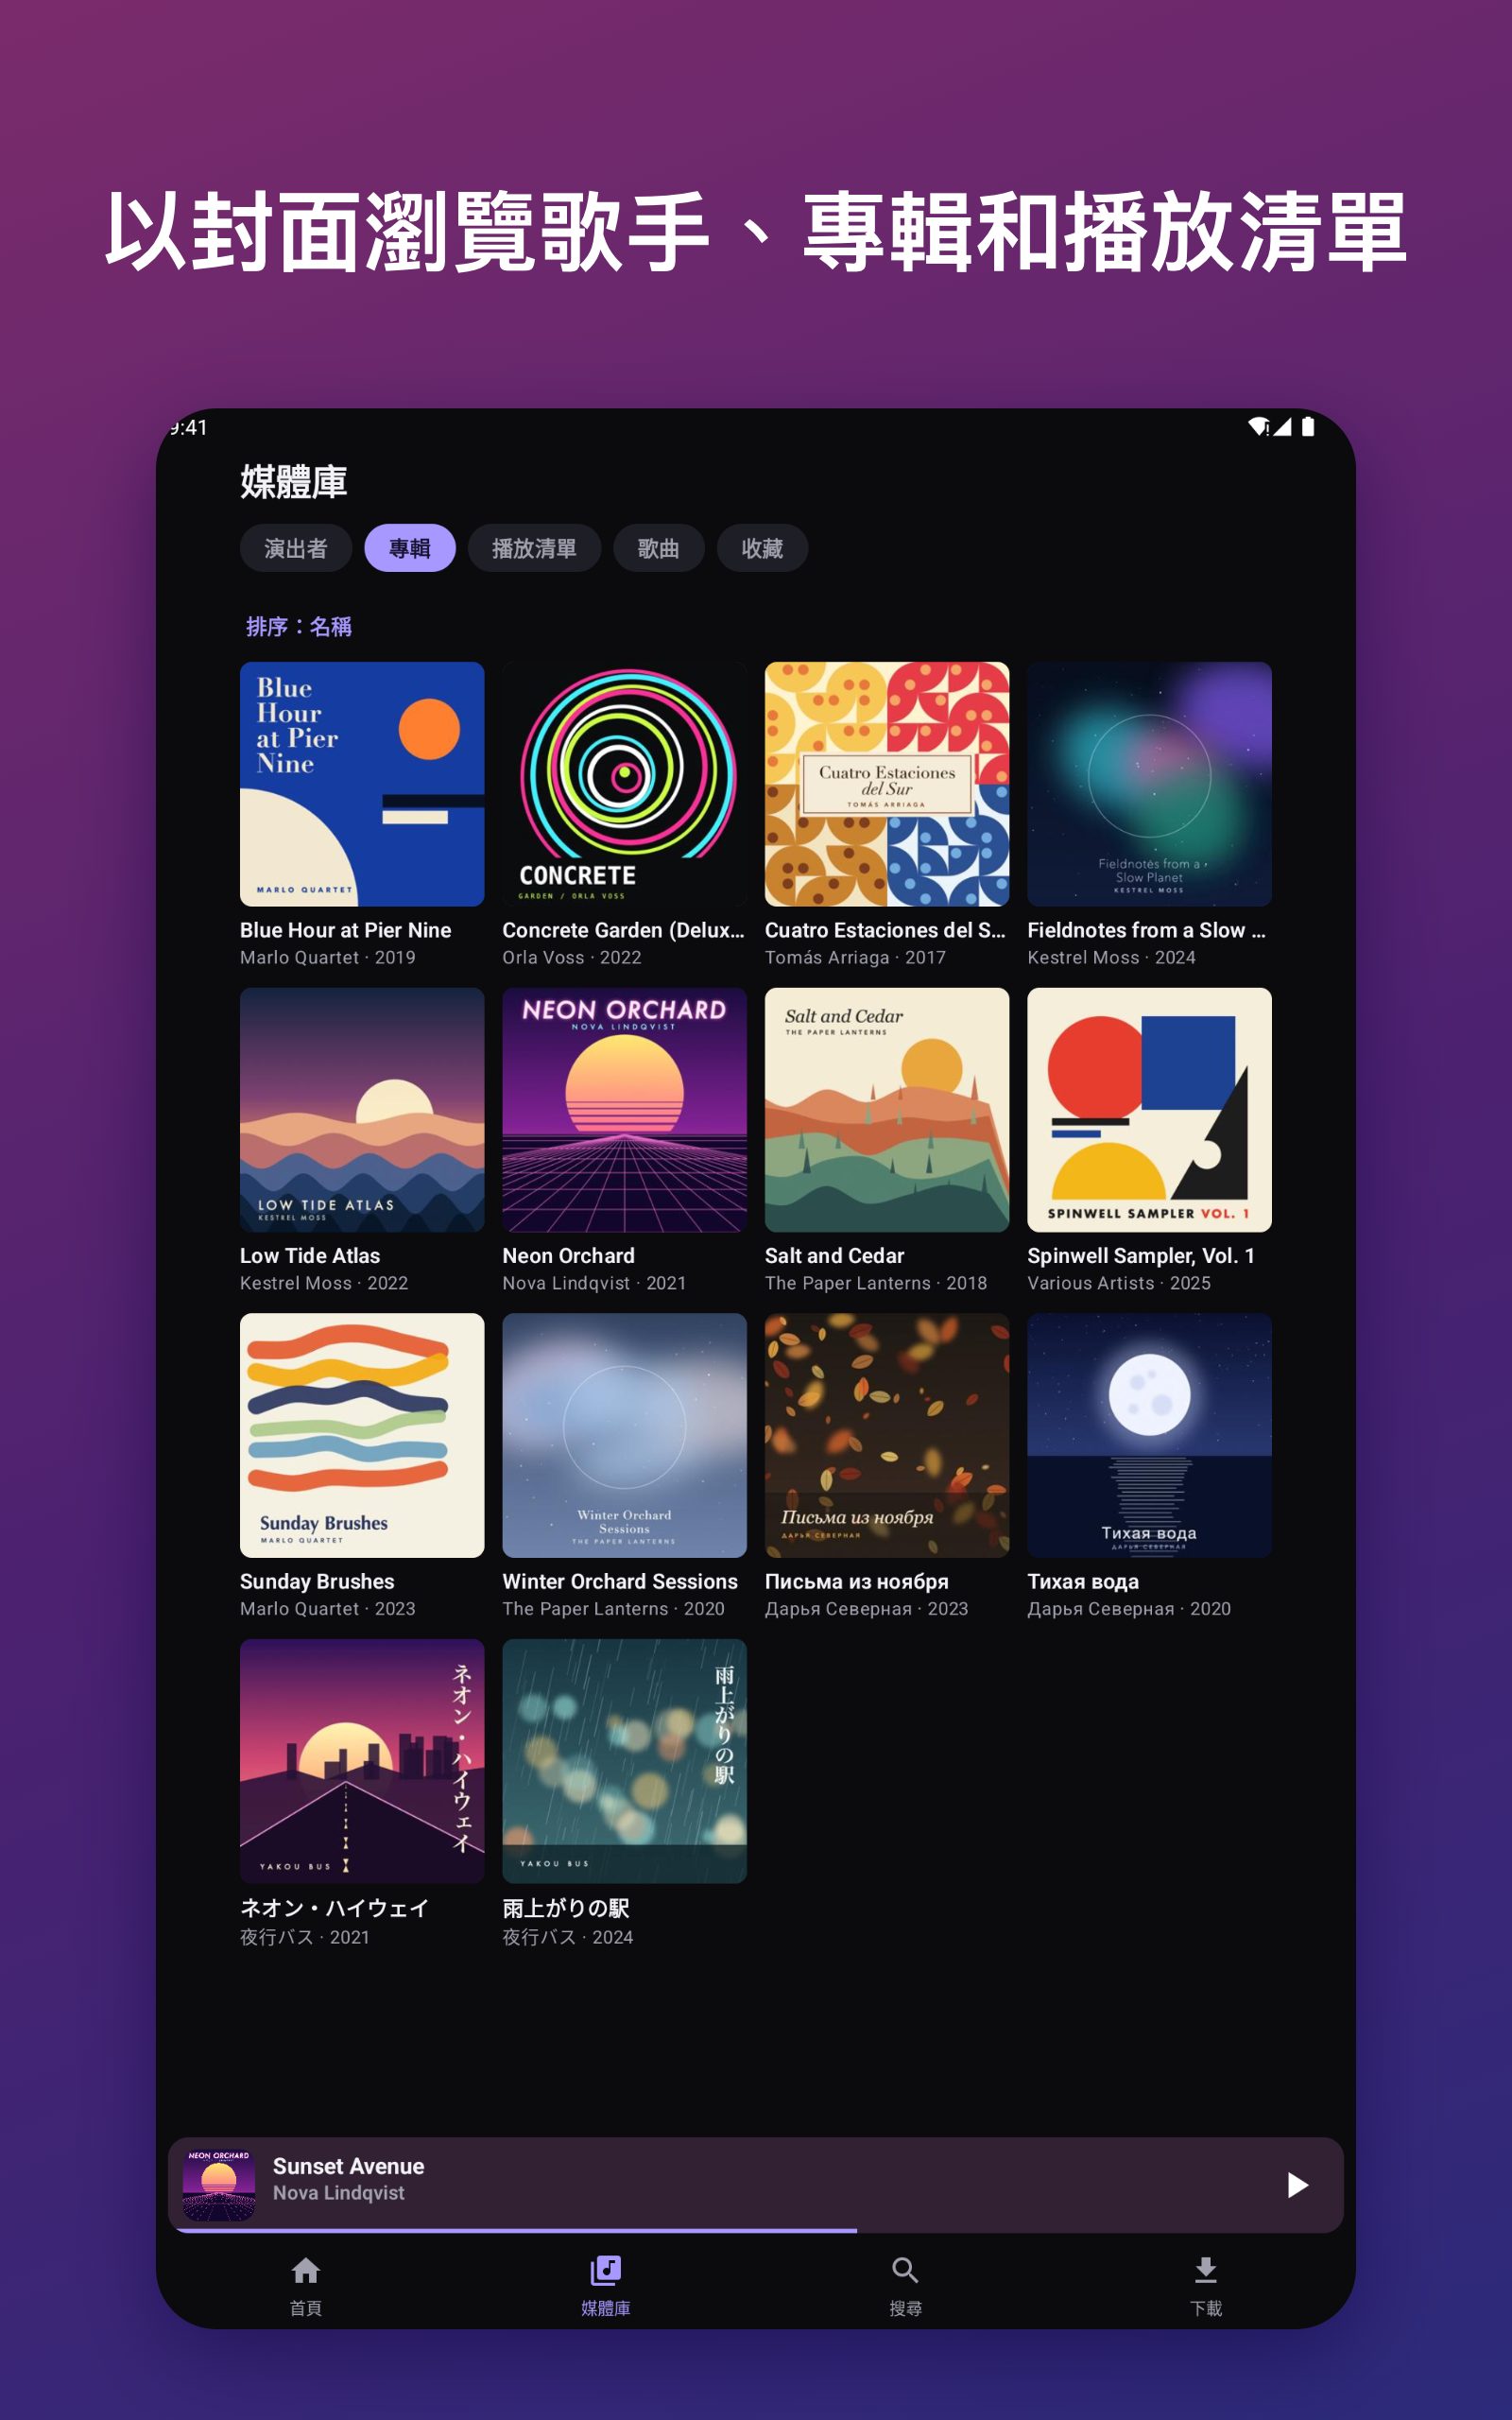 以封面瀏覽歌手、專輯和播放清單
9:41
媒體庫
演出者
專輯
播放清單
歌曲
收藏
排序：名稱
Blue
Hour
at Pier
Nine
MARLO QUARTET
CONCRETE
GARDEN / ORLA VOSS
Cuatro Estaciones
del Sur
TOMÁS ARRIAGA
Fieldnotes from a
Slow Planet
KESTREL MOSS
Blue Hour at Pier Nine
Marlo Quartet · 2019
Concrete Garden (Delux...
Orla Voss · 2022
Cuatro Estaciones del S...
Tomás Arriaga · 2017
Fieldnotes from a Slow ...
Kestrel Moss · 2024
LOW TIDE ATLAS
KESTREL MOSS
NEON ORCHARD
NOVA LINDQVIST
Salt and Cedar
THE PAPER LANTERNS
SPINWELL SAMPLER VOL. 1
Low Tide Atlas
Kestrel Moss · 2022
Neon Orchard
Nova Lindqvist · 2021
Salt and Cedar
The Paper Lanterns · 2018
Spinwell Sampler, Vol. 1
Various Artists · 2025
Sunday Brushes
MARLO QUARTET
Winter Orchard
Sessions
THE PAPER LANTERNS
Письма из ноября
ДАРЬЯ СЕВЕРНАЯ
Тихая вода
ДАРЬЯ СЕВЕРНАЯ
Sunday Brushes
Marlo Quartet · 2023
Winter Orchard Sessions
The Paper Lanterns · 2020
Письма из ноября
Дарья Северная · 2023
Тихая вода
Дарья Северная · 2020
ネオン・ハイウェイ
YAKOU BUS
雨上がりの駅
YAKOU BUS
ネオン・ハイウェイ
夜行バス · 2021
雨上がりの駅
夜行バス · 2024
NEON ORCHARD
Sunset Avenue
Nova Lindqvist
首頁
媒體庫
搜尋
下載